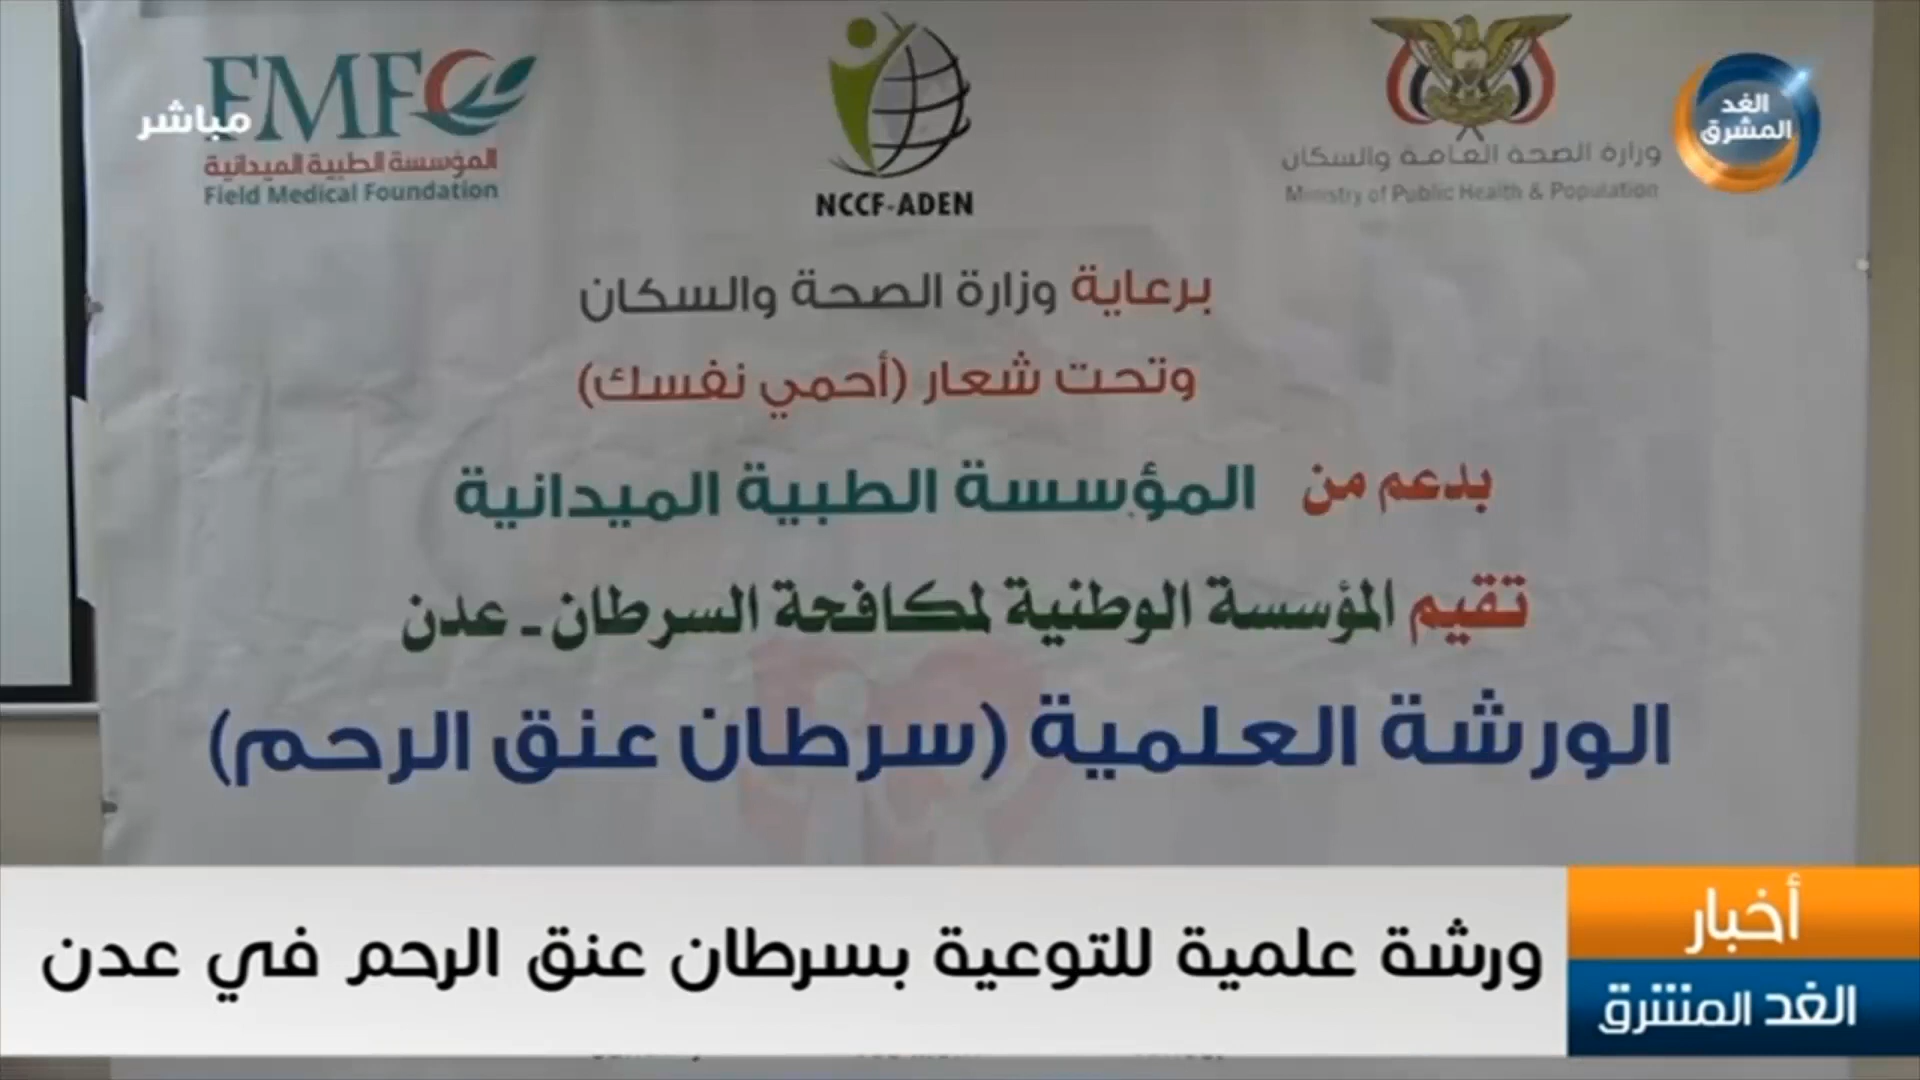 FMF
مباشر
المؤسسة الطبية الميدانية
Field Medical Foundation
NCCF-ADEN
وزارة الصحة العامة والسكان
Ministry of Public Health & Population
الغد
المشرق
برعاية وزارة الصحة والسكان
وتحت شعار (أحمي نفسك)
بدعم من المؤسسة الطبية الميدانية
تقيم المؤسسة الوطنية لمكافحة السرطان - عدن
الورشة العلمية (سرطان عنق الرحم)
أخبار
الغد المشرق
ورشة علمية للتوعية بسرطان عنق الرحم في عدن